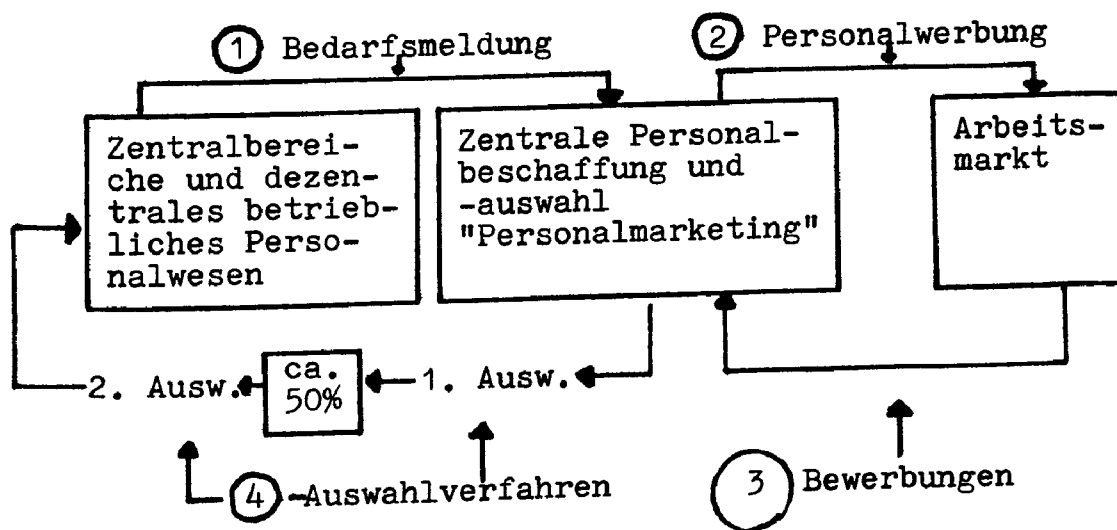 1 Bedarfsmeldung
2 Personalwerbung
Zentralberei-
che und dezen-
trales betrieb-
liches Perso-
nalwesen
Zentrale Personal-
beschaffung und
-auswahl
"Personalmarketing"
Arbeits-
markt
2. Ausw.
ca.
50%
1. Ausw.
4 Auswahlverfahren
3 Bewerbungen